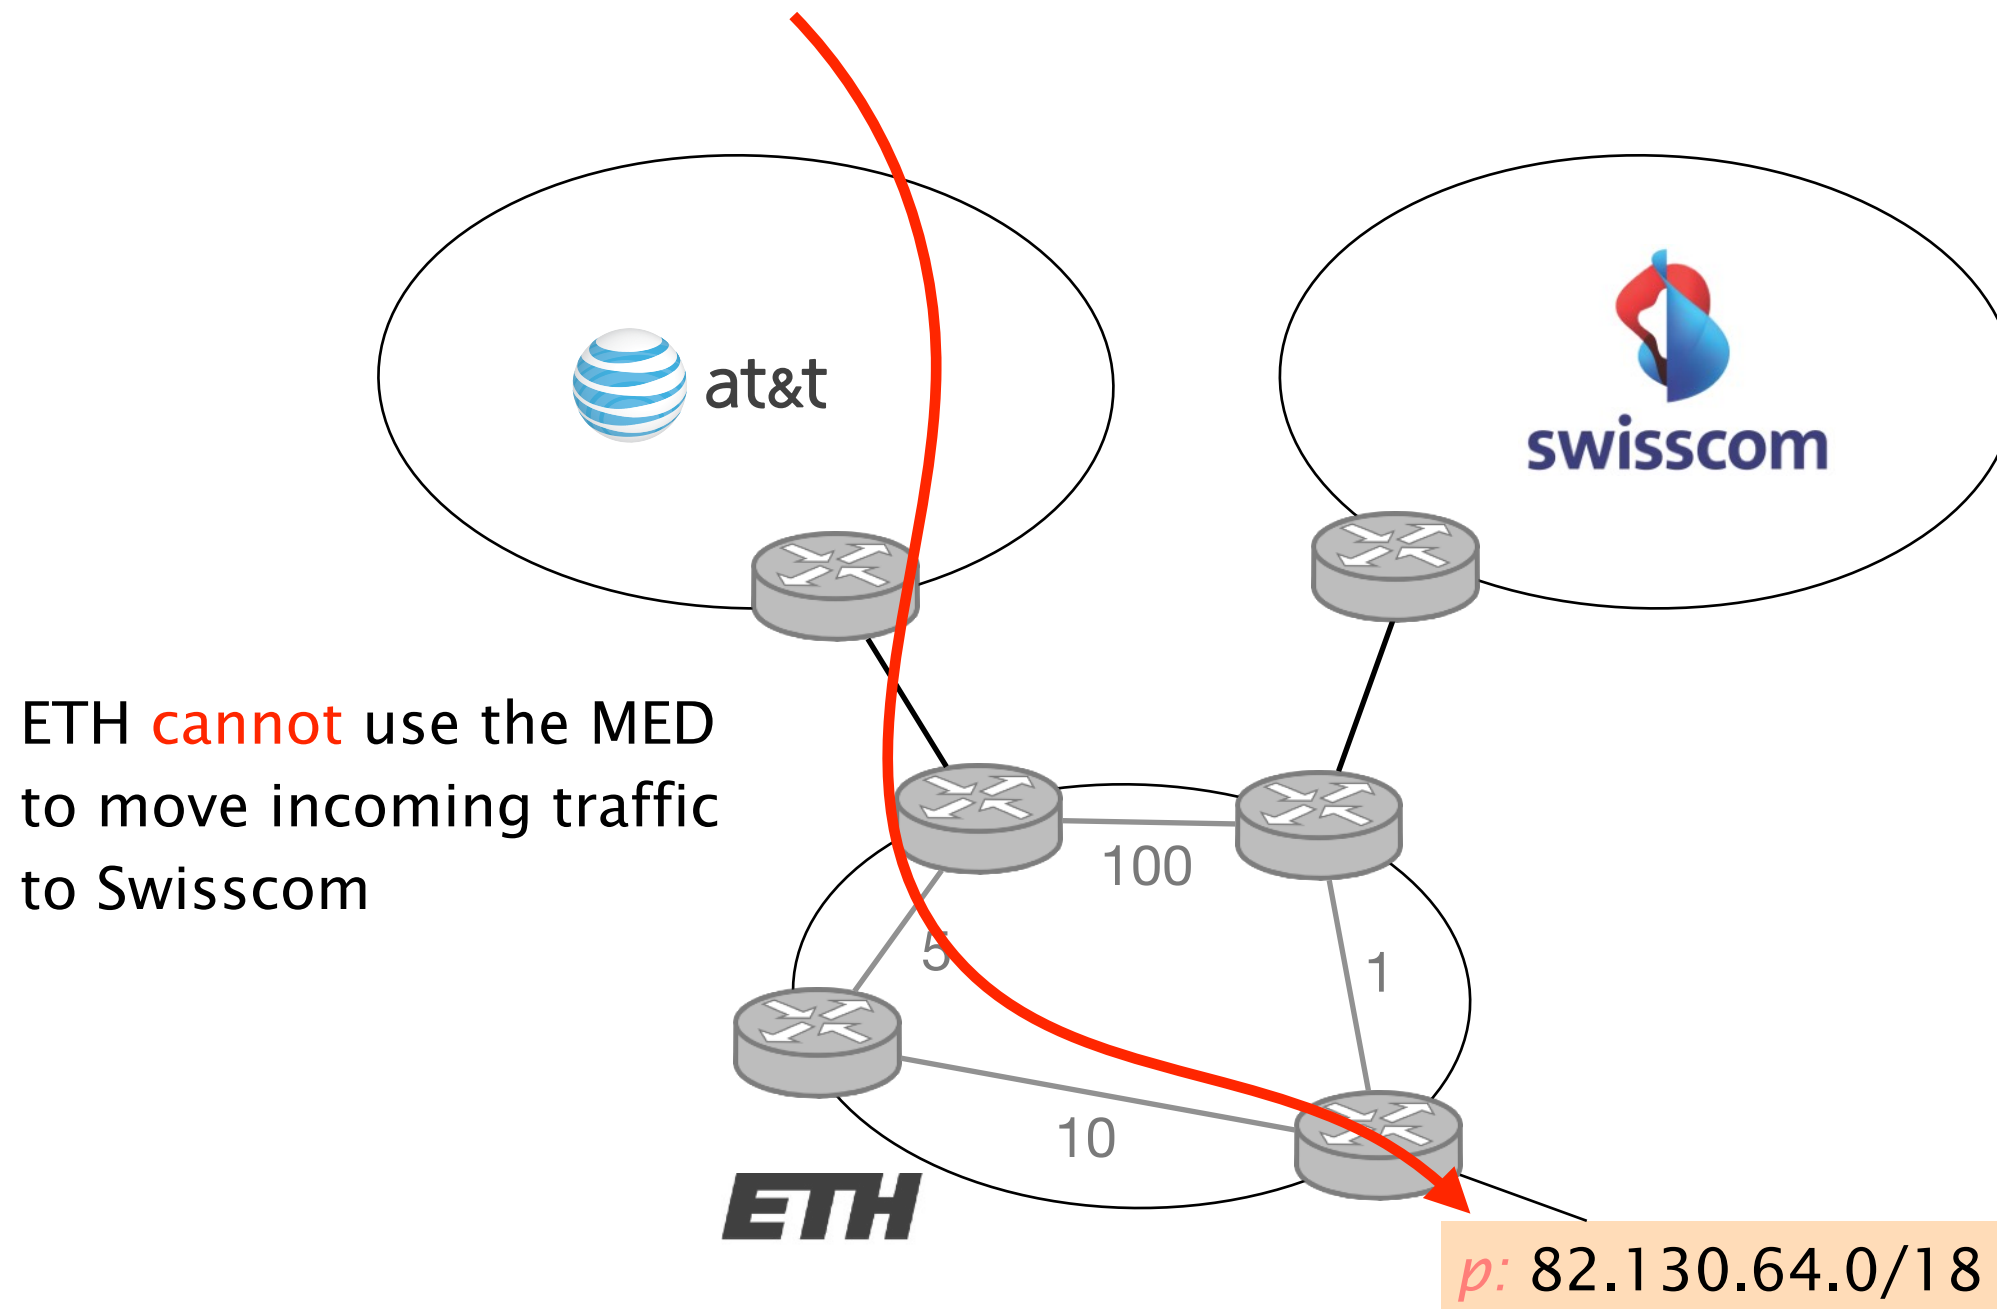 at&t
swisscom
ETH cannot use the MED
to move incoming traffic
to Swisscom
100
5
1
10
ETH
p: 82.130.64.0/18